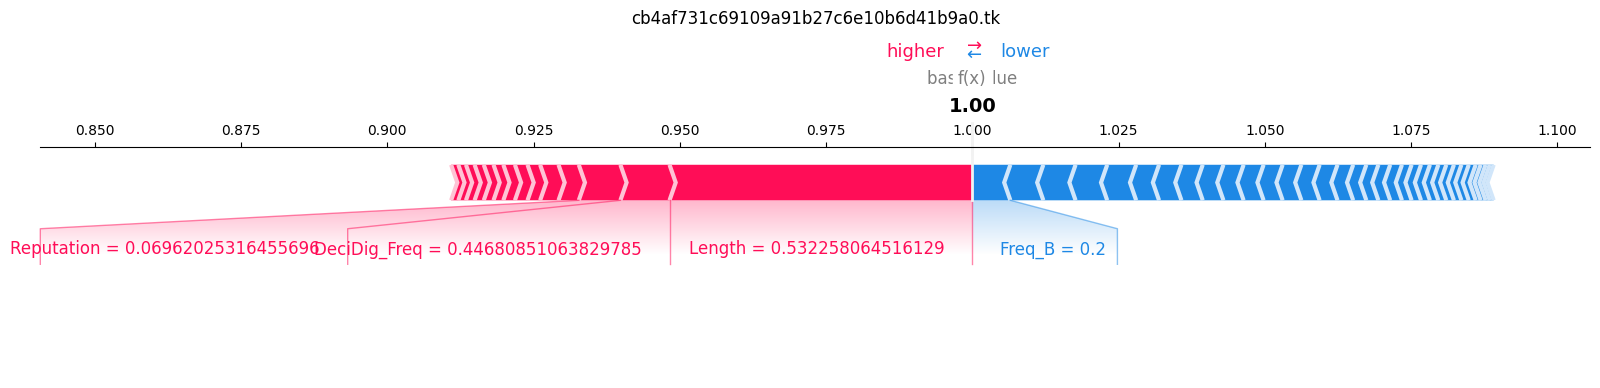 cb4af731c69109a91b27c6e10b6d41b9a0.tk
higher ⇄ lower
f(x)
1.00
0.850 0.875 0.900 0.925 0.950 0.975 1.000 1.025 1.050 1.075 1.100
Reputation = 0.06962025316455696 DeciDig_Freq = 0.44680851063829785 Length = 0.532258064516129 Freq_B = 0.2